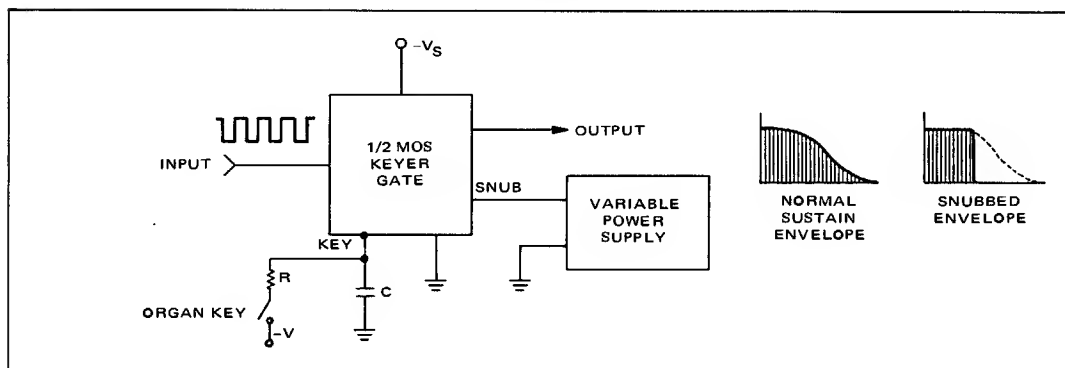 -VS
1/2 MOS
KEYER
GATE
INPUT
OUTPUT
SNUB
VARIABLE
POWER
SUPPLY
KEY
R
C
ORGAN KEY
-V
NORMAL
SUSTAIN
ENVELOPE
SNUBBED
ENVELOPE